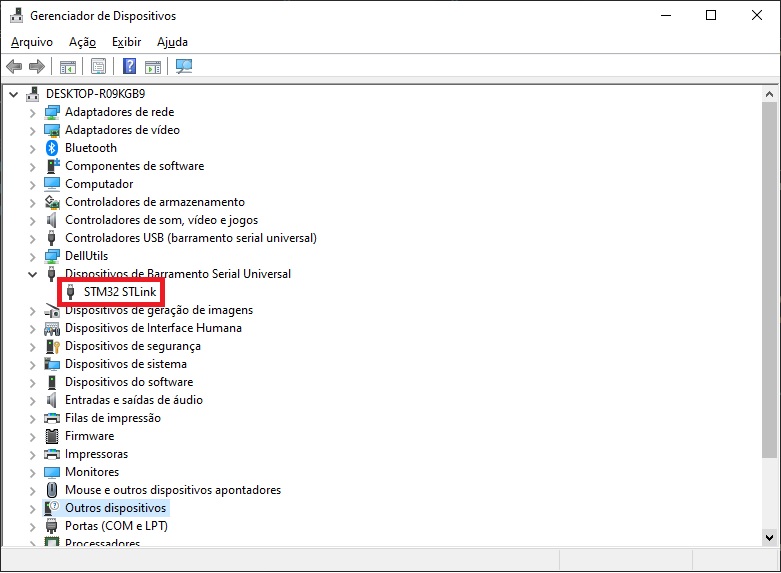 Gerenciador de Dispositivos
Arquivo Ação Exibir Ajuda
DESKTOP-R09KGB9
Adaptadores de rede
Adaptadores de vídeo
Bluetooth
Componentes de software
Computador
Controladores de armazenamento
Controladores de som, vídeo e jogos
Controladores USB (barramento serial universal)
DellUtils
Dispositivos de Barramento Serial Universal
STM32 STLink
Dispositivos de geração de imagens
Dispositivos de Interface Humana
Dispositivos de segurança
Dispositivos de sistema
Dispositivos do software
Entradas e saídas de áudio
Filas de impressão
Firmware
Impressoras
Monitores
Mouse e outros dispositivos apontadores
Outros dispositivos
Portas (COM e LPT)
Processadores